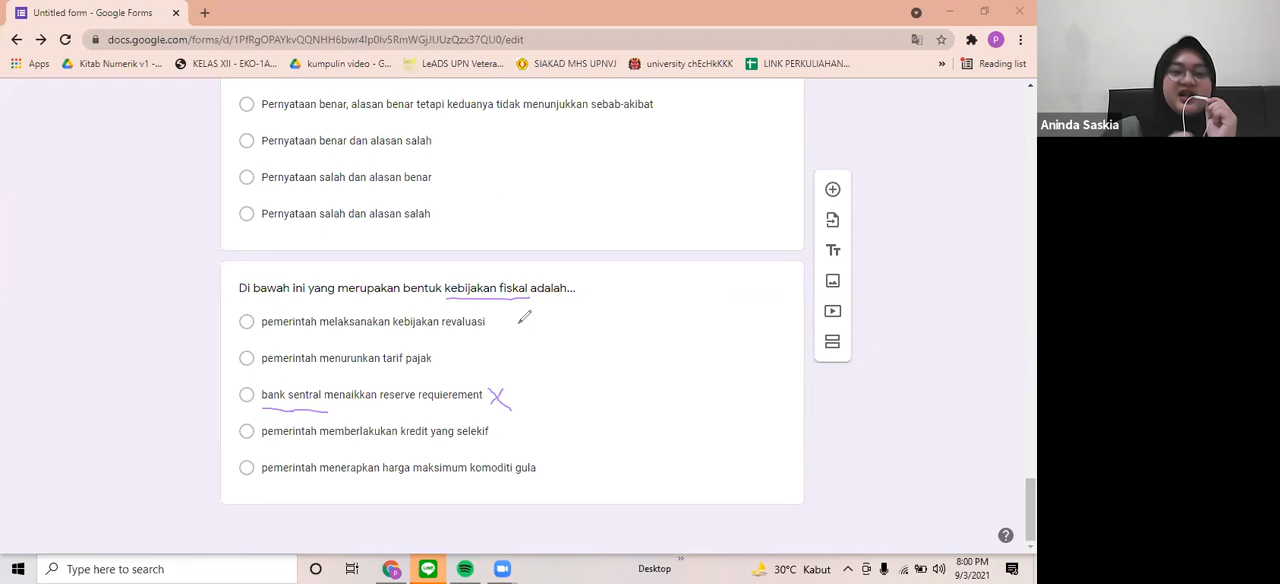 Untitled form - Google Forms
docs.google.com/forms/d/1PfRgOPAYkvQQNHH6bwr4Ip0lv5RmWGjJUUzQzx37QU0/edit
P
Apps
Kitab Numerik v1 -...
KELAS XII - EKO-1A...
kumpulin video - G...
LeADS UPN Vetera...
SIAKAD MHS UPNVJ
university chEcHkKKK
LINK PERKULIAHAN...
»
Reading list
Aninda Saskia
Pernyataan benar, alasan benar tetapi keduanya tidak menunjukkan sebab-akibat
Pernyataan benar dan alasan salah
Pernyataan salah dan alasan benar
Pernyataan salah dan alasan salah
Di bawah ini yang merupakan bentuk kebijakan fiskal adalah...
pemerintah melaksanakan kebijakan revaluasi
pemerintah menurunkan tarif pajak
bank sentral menaikkan reserve requierement
pemerintah memberlakukan kredit yang selekif
pemerintah menerapkan harga maksimum komoditi gula
Tт
?
Type here to search
Desktop
»
30°C Kabut
8:00 PM
9/3/2021